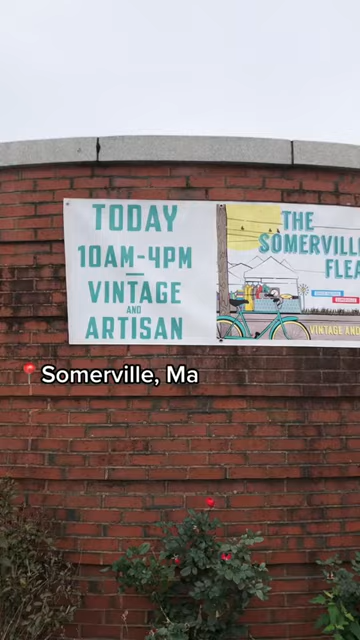 TODAY
10AM-4PM
VINTAGE
AND
ARTISAN
THE
SOMERVILLE
FLEA
VINTAGE AND
Somerville, Ma